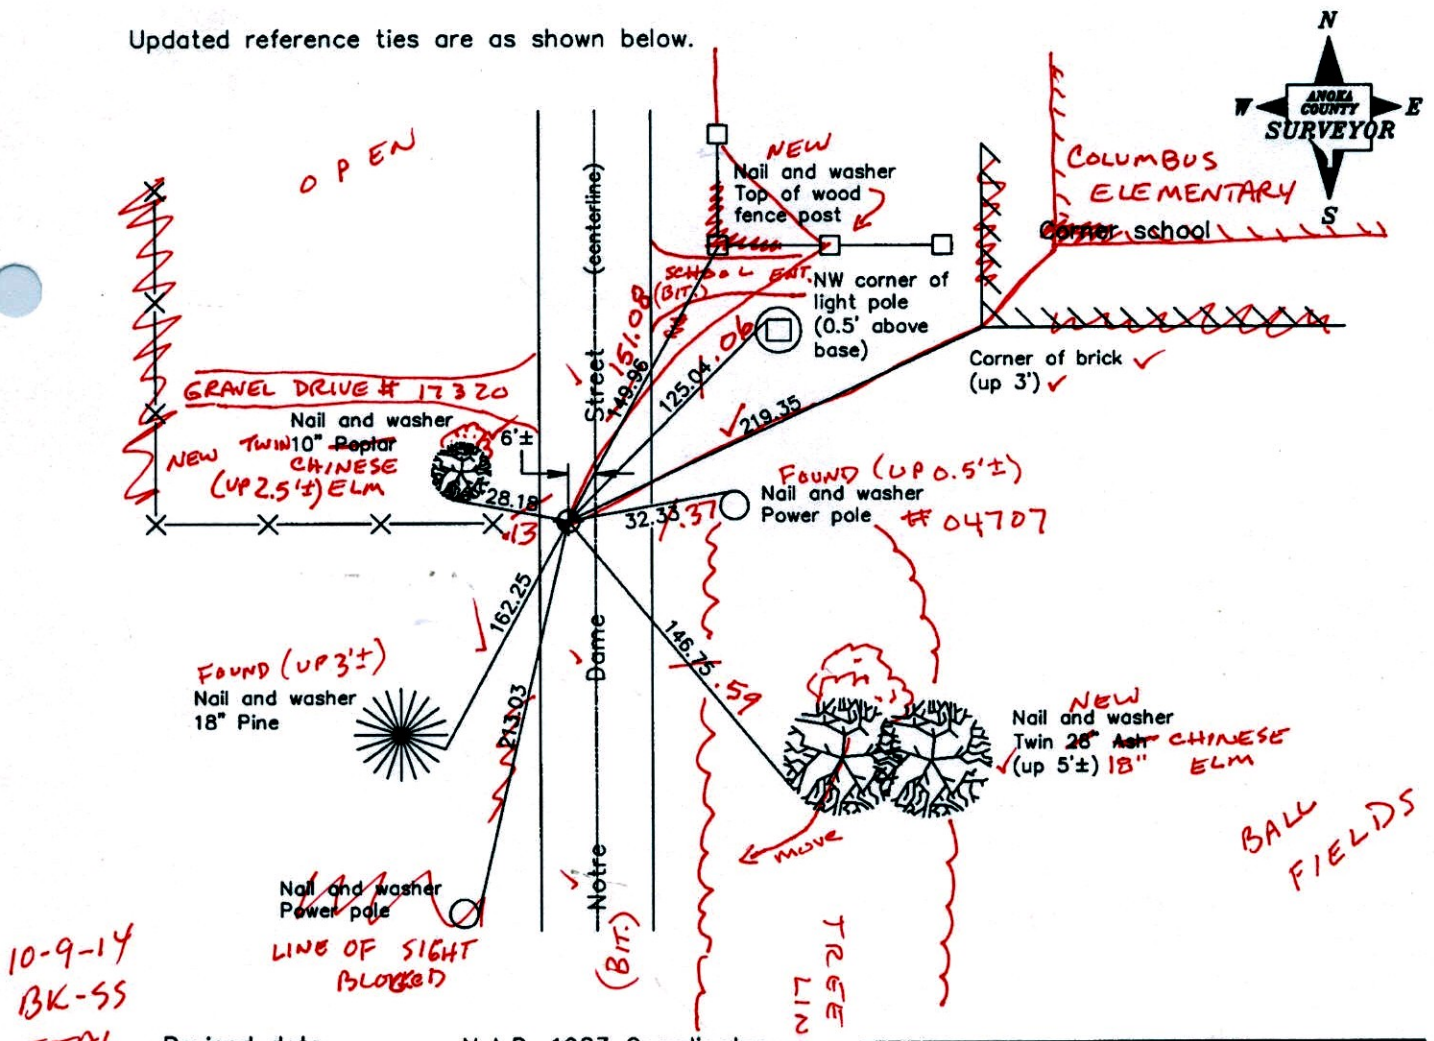 Updated reference ties are as shown below.
N
W
ANOKA
COUNTY
E
SURVEYOR
S
OPEN
NEW
Nail and washer
Top of wood
fence post
COLUMBUS
ELEMENTARY
Corner school
(centerline)
SCHOOL ENT.
(BIT.)
NW corner of
light pole
(0.5' above
base)
Corner of brick
(up 3')
151.08
149.96
125.04
.06
219.35
Street
GRAVEL DRIVE # 17320
Nail and washer
NEW TWIN 10" Poplar
CHINESE
(UP 2.5'±) ELM
6'±
28.18
.13
FOUND (UP 0.5'±)
Nail and washer
Power pole # 04707
32.33
.37
162.25
146.75
.59
Dame
FOUND (UP 3'±)
Nail and washer
18" Pine
213.03
NEW
Nail and washer
Twin 28" Ash CHINESE
(up 5'±) 18" ELM
move
BALL
FIELDS
Notre
(BIT.)
Nail and washer
Power pole
LINE OF SIGHT
BLOCKED
TREE
LIN
10-9-14
BK-SS